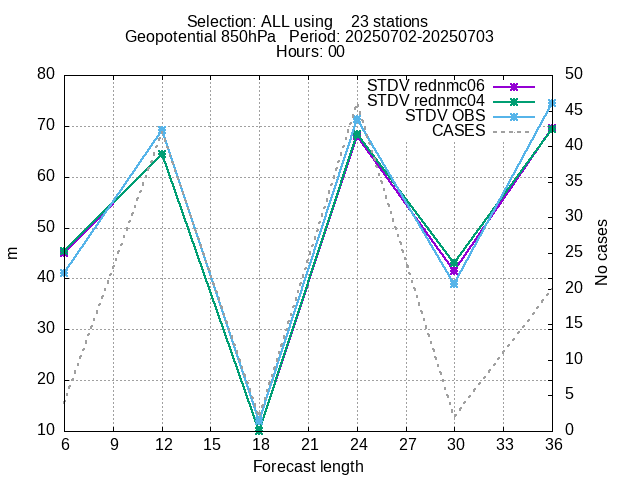 Selection: ALL using    23 stations
Geopotential 850hPa   Period: 20250702-20250703
Hours: 00
STDV rednmc06
STDV rednmc04
STDV OBS
CASES
80
70
60
50
40
30
20
10
m
50
45
40
35
30
25
20
15
10
5
0
No cases
6 9 12 15 18 21 24 27 30 33 36
Forecast length